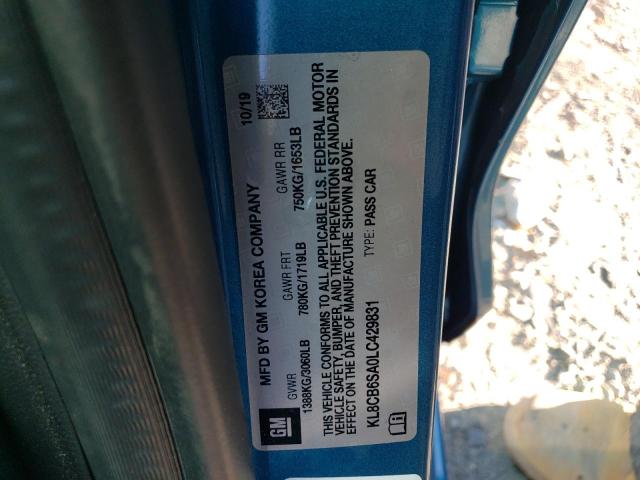 MFD BY GM KOREA COMPANY 10/19
GVWR GAWR FRT GAWR RR
1388KG/3060LB 780KG/1719LB 750KG/1653LB
THIS VEHICLE CONFORMS TO ALL APPLICABLE U.S. FEDERAL MOTOR
VEHICLE SAFETY, BUMPER, AND THEFT PREVENTION STANDARDS IN
EFFECT ON THE DATE OF MANUFACTURE SHOWN ABOVE.
KL8CB6SA0LC429831 TYPE: PASS CAR
GM